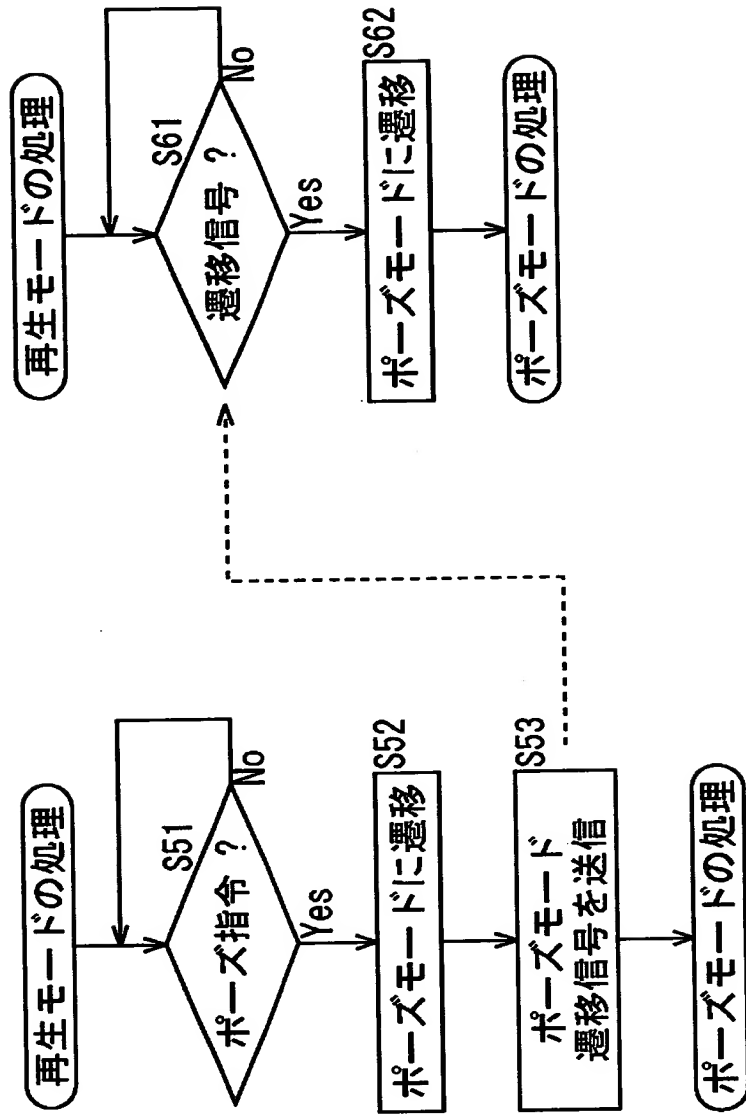 再生モードの処理
S51
ポーズ指令 ?
No
Yes
S52
ポーズモードに遷移
S53
ポーズモード
遷移信号を送信
ポーズモードの処理
再生モードの処理
S61
遷移信号 ?
No
Yes
S62
ポーズモードに遷移
ポーズモードの処理